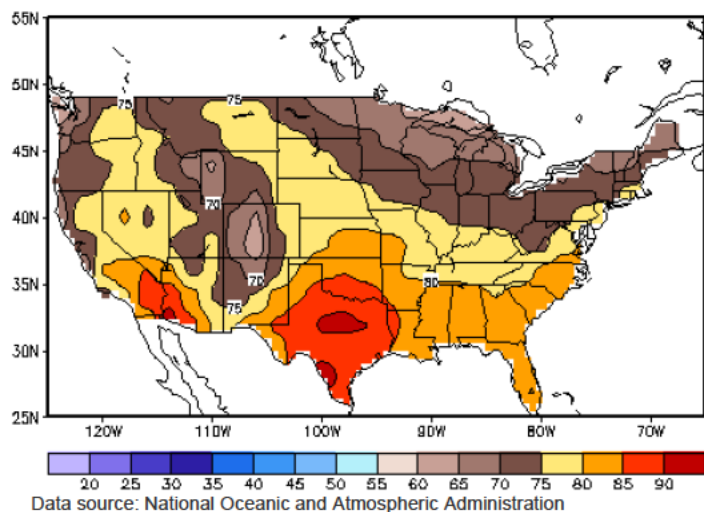 55N
75
75
50N
45N
70
40N
70
80
35N
75
30N
25N
120W 110W 100W 90W 80W 70W
20 25 30 35 40 45 50 55 60 65 70 75 80 85 90
Data source: National Oceanic and Atmospheric Administration